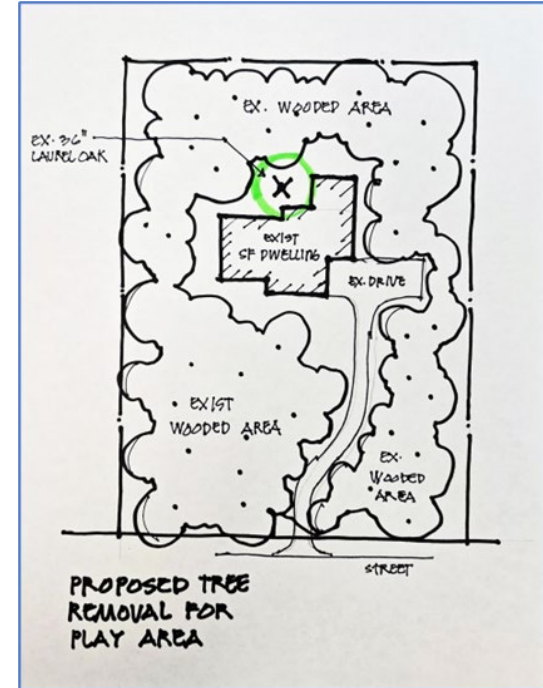 EX. WOODED AREA
EX. 36"
LAUREL OAK
EXIST
SF DWELLING
EX. DRIVE
EXIST
WOODED AREA
EX.
WOODED
AREA
STREET
PROPOSED TREE
REMOVAL FOR
PLAY AREA